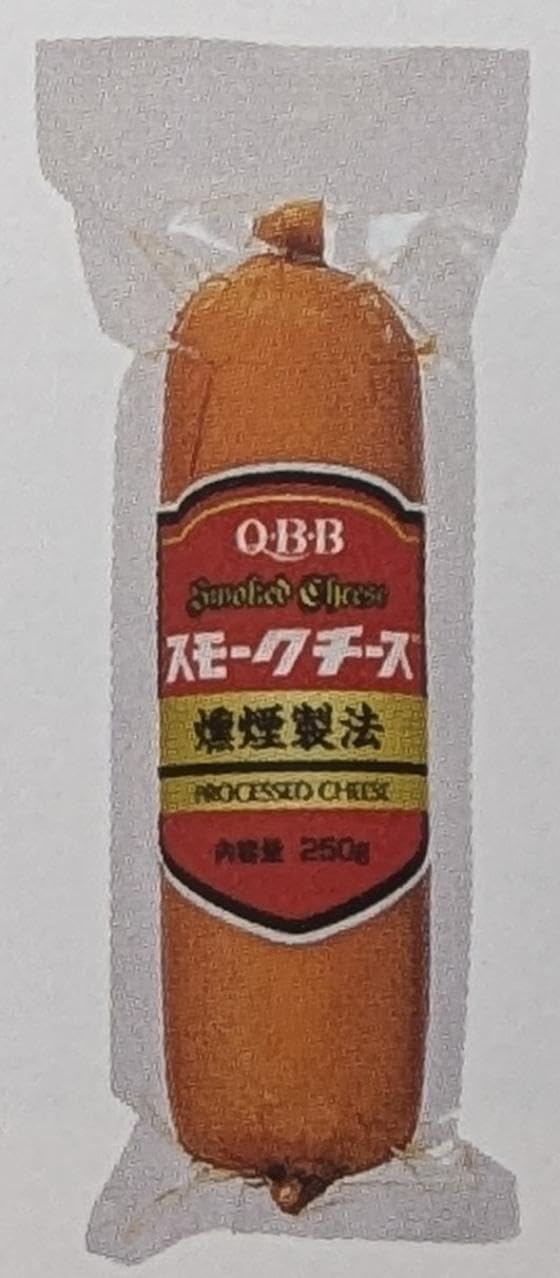 Q·B·B
Smoked Cheese
スモークチーズ
燻煙製法
PROCESSED CHEESE
内容量 250g